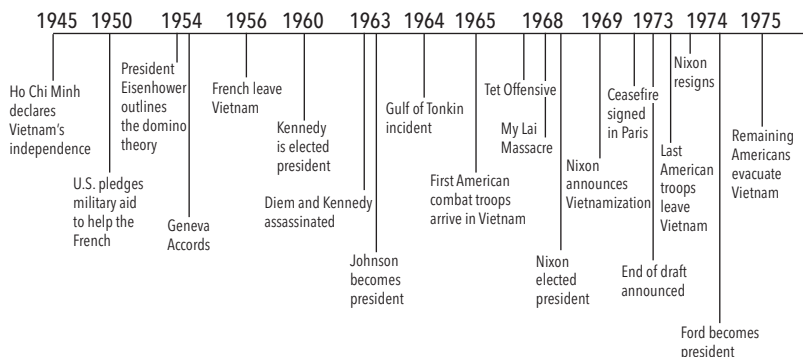 1945 1950 1954 1956 1960 1963 1964 1965 1968 1969 1973 1974 1975
Ho Chi Minh
declares
Vietnam's
independence
U.S. pledges
military aid
to help the
French
President
Eisenhower
outlines
the domino
theory
Geneva
Accords
French leave
Vietnam
Kennedy
is elected
president
Diem and Kennedy
assassinated
Johnson
becomes
president
Gulf of Tonkin
incident
First American
combat troops
arrive in Vietnam
Tet Offensive
My Lai
Massacre
Nixon
elected
president
Nixon
announces
Vietnamization
Ceasefire
signed
in Paris
End of draft
announced
Last
American
troops
leave
Vietnam
Nixon
resigns
Ford becomes
president
Remaining
Americans
evacuate
Vietnam